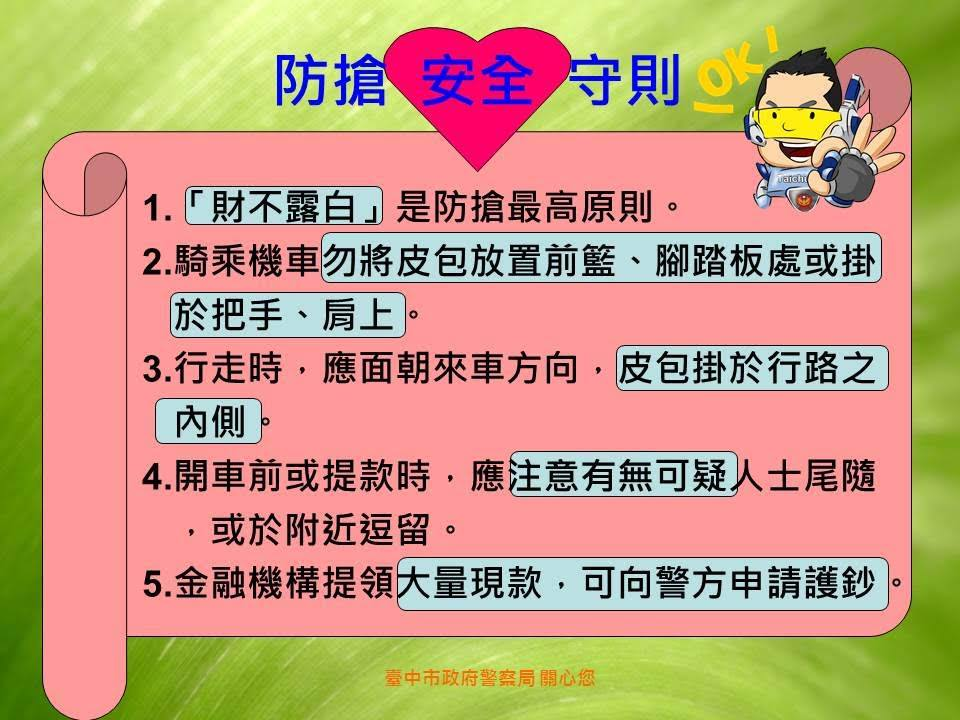 防搶 安全 守則
OK!
1.「財不露白」是防搶最高原則。
2.騎乘機車勿將皮包放置前籃、腳踏板處或掛
於把手、肩上。
3.行走時，應面朝來車方向，皮包掛於行路之
內側。
4.開車前或提款時，應注意有無可疑人士尾隨
，或於附近逗留。
5.金融機構提領大量現款，可向警方申請護鈔。
臺中市政府警察局 關心您